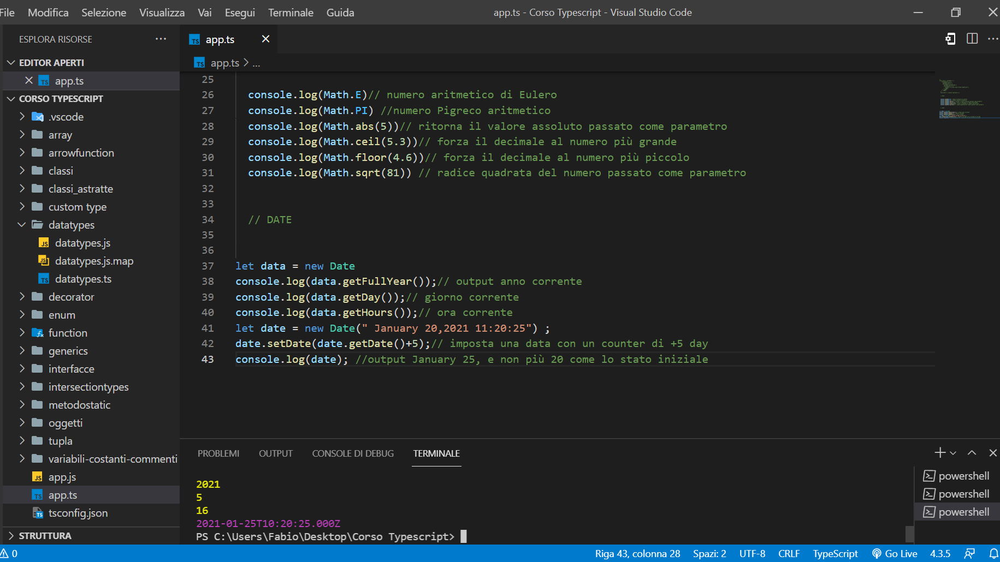 File Modifica Selezione Visualizza Vai Esegui Terminale Guida
app.ts - Corso Typescript - Visual Studio Code
ESPLORA RISORSE
EDITOR APERTI
TS app.ts
CORSO TYPESCRIPT
.vscode
array
arrowfunction
classi
classi_astratte
custom type
datatypes
JS datatypes.js
JS datatypes.js.map
TS datatypes.ts
decorator
enum
function
generics
interfacce
intersectiontypes
metodostatic
oggetti
tupla
variabili-costanti-commenti
JS app.js
TS app.ts
TS tsconfig.json
STRUTTURA
TS app.ts
TS app.ts > ...
25
26 console.log(Math.E)// numero aritmetico di Eulero
27 console.log(Math.PI) //numero Pigreco aritmetico
28 console.log(Math.abs(5))// ritorna il valore assoluto passato come parametro
29 console.log(Math.ceil(5.3))// forza il decimale al numero più grande
30 console.log(Math.floor(4.6))// forza il decimale al numero più piccolo
31 console.log(Math.sqrt(81)) // radice quadrata del numero passato come parametro
32
33
34 // DATE
35
36
37 let data = new Date
38 console.log(data.getFullYear());// output anno corrente
39 console.log(data.getDay());// giorno corrente
40 console.log(data.getHours());// ora corrente
41 let date = new Date(" January 20,2021 11:20:25") ;
42 date.setDate(date.getDate()+5);// imposta una data con un counter di +5 day
43 console.log(date); //output January 25, e non più 20 come lo stato iniziale
PROBLEMI OUTPUT CONSOLE DI DEBUG TERMINALE
2021
5
16
2021-01-25T10:20:25.000Z
PS C:\Users\Fabio\Desktop\Corso Typescript>
powershell
powershell
powershell
0
Riga 43, colonna 28 Spazi: 2 UTF-8 CRLF TypeScript Go Live 4.3.5